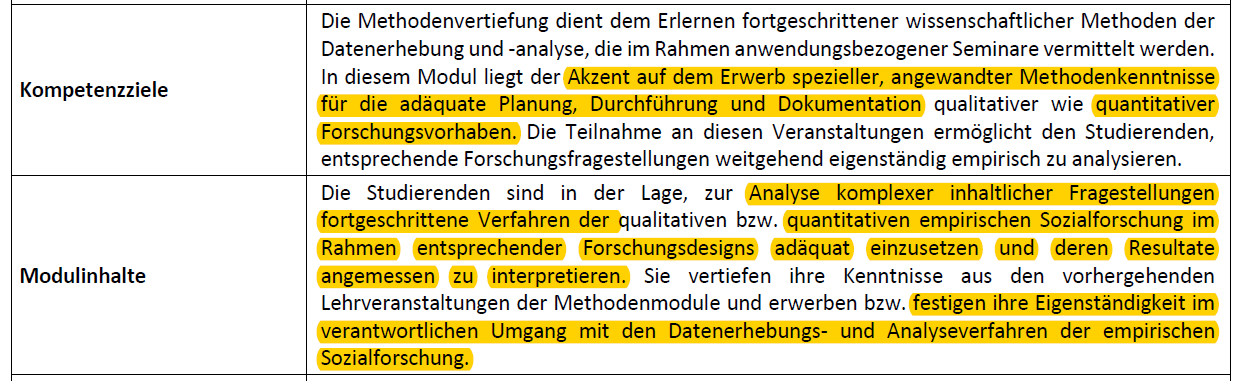 Kompetenzziele
Die Methodenvertiefung dient dem Erlernen fortgeschrittener wissenschaftlicher Methoden der
Datenerhebung und -analyse, die im Rahmen anwendungsbezogener Seminare vermittelt werden.
In diesem Modul liegt der Akzent auf dem Erwerb spezieller, angewandter Methodenkenntnisse
für die adäquate Planung, Durchführung und Dokumentation qualitativer wie quantitativer
Forschungsvorhaben. Die Teilnahme an diesen Veranstaltungen ermöglicht den Studierenden,
entsprechende Forschungsfragestellungen weitgehend eigenständig empirisch zu analysieren.
Modulinhalte
Die Studierenden sind in der Lage, zur Analyse komplexer inhaltlicher Fragestellungen
fortgeschrittene Verfahren der qualitativen bzw. quantitativen empirischen Sozialforschung im
Rahmen entsprechender Forschungsdesigns adäquat einzusetzen und deren Resultate
angemessen zu interpretieren. Sie vertiefen ihre Kenntnisse aus den vorhergehenden
Lehrveranstaltungen der Methodenmodule und erwerben bzw. festigen ihre Eigenständigkeit im
verantwortlichen Umgang mit den Datenerhebungs- und Analyseverfahren der empirischen
Sozialforschung.